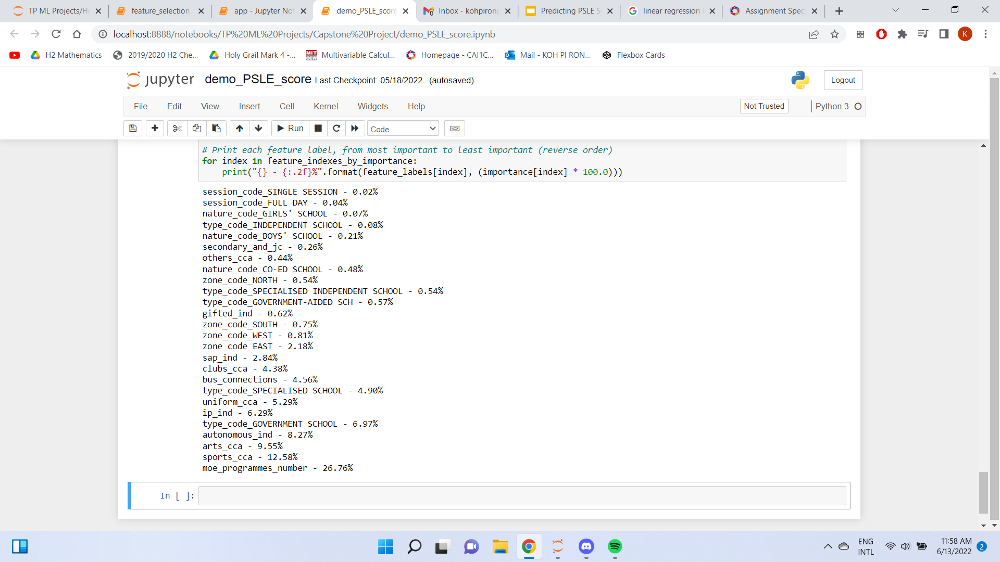 TP ML Projects/H
feature_selection
app - Jupyter Not
demo_PSLE_score
Inbox - kohpirong
Predicting PSLE S
linear regression
Assignment Spec
localhost:8888/notebooks/TP%20ML%20Projects/Capstone%20Project/demo_PSLE_score.ipynb
K
H2 Mathematics
2019/2020 H2 Che...
Holy Grail Mark 4 -...
MIT OCW
Multivariable Calcul...
Homepage - CAI1C...
Mail - KOH PI RON...
Flexbox Cards
jupyter demo_PSLE_score Last Checkpoint: 05/18/2022 (autosaved)
Logout
File Edit View Insert Cell Kernel Widgets Help
Not Trusted
Python 3
Run
Code
# Print each feature label, from most important to least important (reverse order)
for index in feature_indexes_by_importance:
    print("{} - {:.2f}%".format(feature_labels[index], (importance[index] * 100.0)))
session_code_SINGLE SESSION - 0.02%
session_code_FULL DAY - 0.04%
nature_code_GIRLS' SCHOOL - 0.07%
type_code_INDEPENDENT SCHOOL - 0.08%
nature_code_BOYS' SCHOOL - 0.21%
secondary_and_jc - 0.26%
others_cca - 0.44%
nature_code_CO-ED SCHOOL - 0.48%
zone_code_NORTH - 0.54%
type_code_SPECIALISED INDEPENDENT SCHOOL - 0.54%
type_code_GOVERNMENT-AIDED SCH - 0.57%
gifted_ind - 0.62%
zone_code_SOUTH - 0.75%
zone_code_WEST - 0.81%
zone_code_EAST - 2.18%
sap_ind - 2.84%
clubs_cca - 4.38%
bus_connections - 4.56%
type_code_SPECIALISED SCHOOL - 4.90%
uniform_cca - 5.29%
ip_ind - 6.29%
type_code_GOVERNMENT SCHOOL - 6.97%
autonomous_ind - 8.27%
arts_cca - 9.55%
sports_cca - 12.58%
moe_programmes_number - 26.76%
In [ ]:
ENG
INTL
11:58 AM
6/13/2022
2